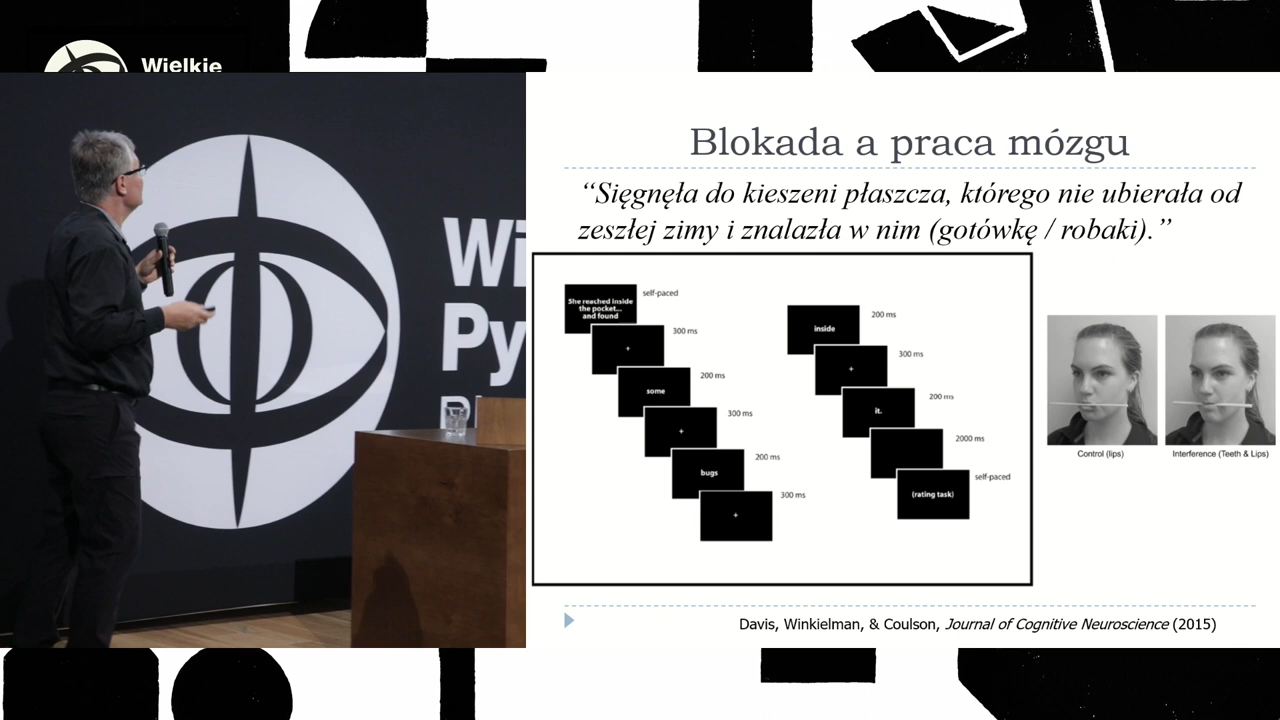 Wielkie
Wi
Py
Blokada a praca mózgu
“Sięgnęła do kieszeni płaszcza, którego nie ubierała od
zeszłej zimy i znalazła w nim (gotówkę / robaki).”
She reached inside
the pocket...
and found
self-paced
+
300 ms
some
200 ms
+
300 ms
bugs
200 ms
+
300 ms
inside
200 ms
+
300 ms
it.
200 ms
2000 ms
(rating task)
self-paced
Control (lips)
Interference (Teeth & Lips)
Davis, Winkielman, & Coulson, Journal of Cognitive Neuroscience (2015)